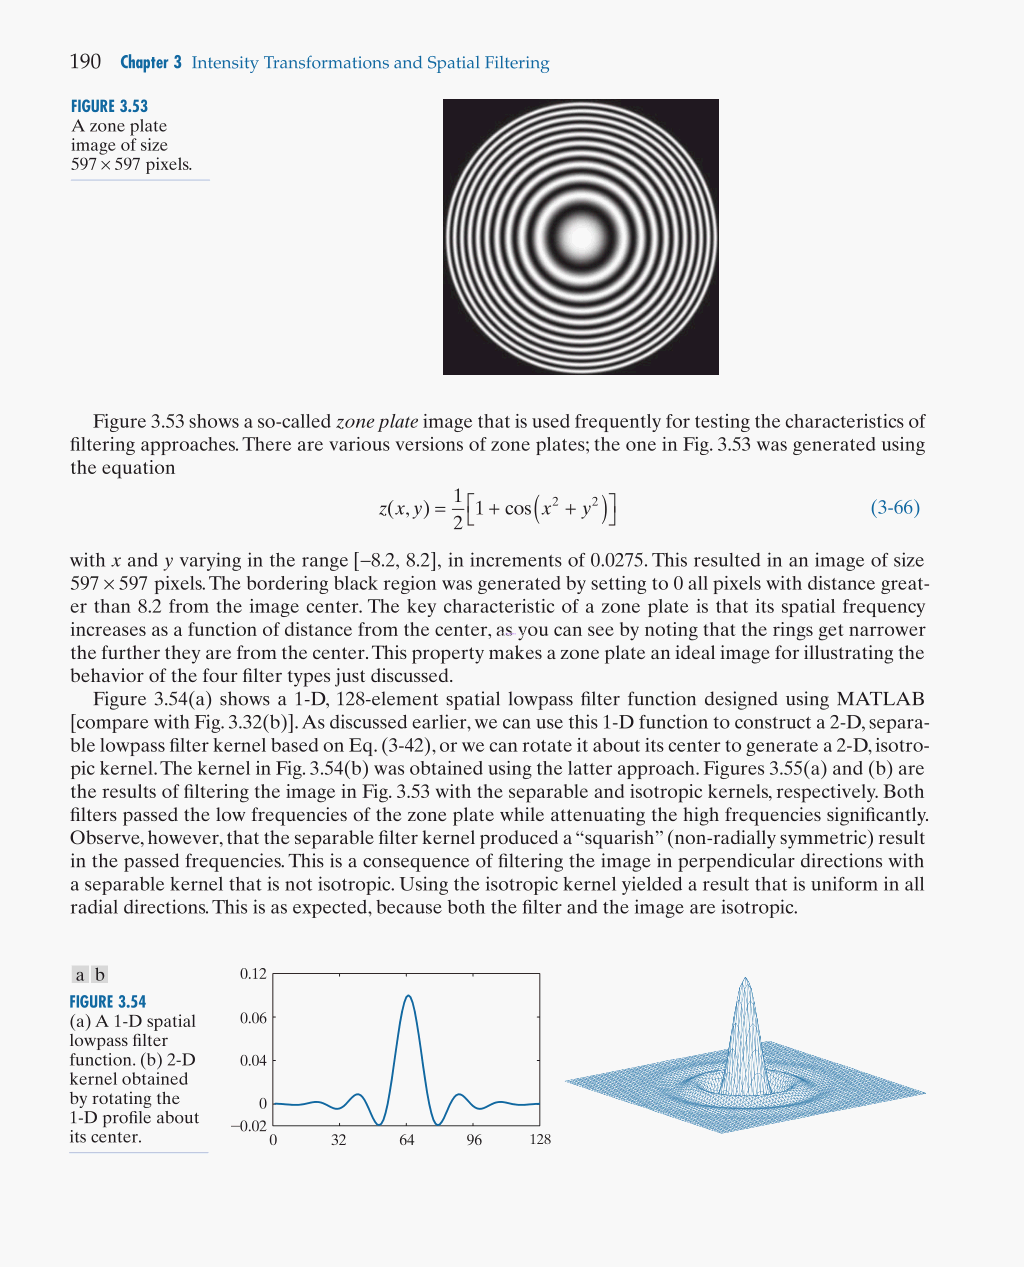 190 Chapter 3 Intensity Transformations and Spatial Filtering
FIGURE 3.53
A zone plate
image of size
597 × 597 pixels.
Figure 3.53 shows a so-called zone plate image that is used frequently for testing the characteristics of
filtering approaches. There are various versions of zone plates; the one in Fig. 3.53 was generated using
the equation
z(x, y) = 1/2 [1 + cos(x² + y²)] (3-66)
with x and y varying in the range [−8.2, 8.2], in increments of 0.0275. This resulted in an image of size
597 × 597 pixels. The bordering black region was generated by setting to 0 all pixels with distance great-
er than 8.2 from the image center. The key characteristic of a zone plate is that its spatial frequency
increases as a function of distance from the center, as you can see by noting that the rings get narrower
the further they are from the center. This property makes a zone plate an ideal image for illustrating the
behavior of the four filter types just discussed.
Figure 3.54(a) shows a 1-D, 128-element spatial lowpass filter function designed using MATLAB
[compare with Fig. 3.32(b)]. As discussed earlier, we can use this 1-D function to construct a 2-D, separa-
ble lowpass filter kernel based on Eq. (3-42), or we can rotate it about its center to generate a 2-D, isotro-
pic kernel. The kernel in Fig. 3.54(b) was obtained using the latter approach. Figures 3.55(a) and (b) are
the results of filtering the image in Fig. 3.53 with the separable and isotropic kernels, respectively. Both
filters passed the low frequencies of the zone plate while attenuating the high frequencies significantly.
Observe, however, that the separable filter kernel produced a “squarish” (non-radially symmetric) result
in the passed frequencies. This is a consequence of filtering the image in perpendicular directions with
a separable kernel that is not isotropic. Using the isotropic kernel yielded a result that is uniform in all
radial directions. This is as expected, because both the filter and the image are isotropic.
a b
FIGURE 3.54
(a) A 1-D spatial
lowpass filter
function. (b) 2-D
kernel obtained
by rotating the
1-D profile about
its center.
0.12
0.06
0.04
0
−0.02
0 32 64 96 128